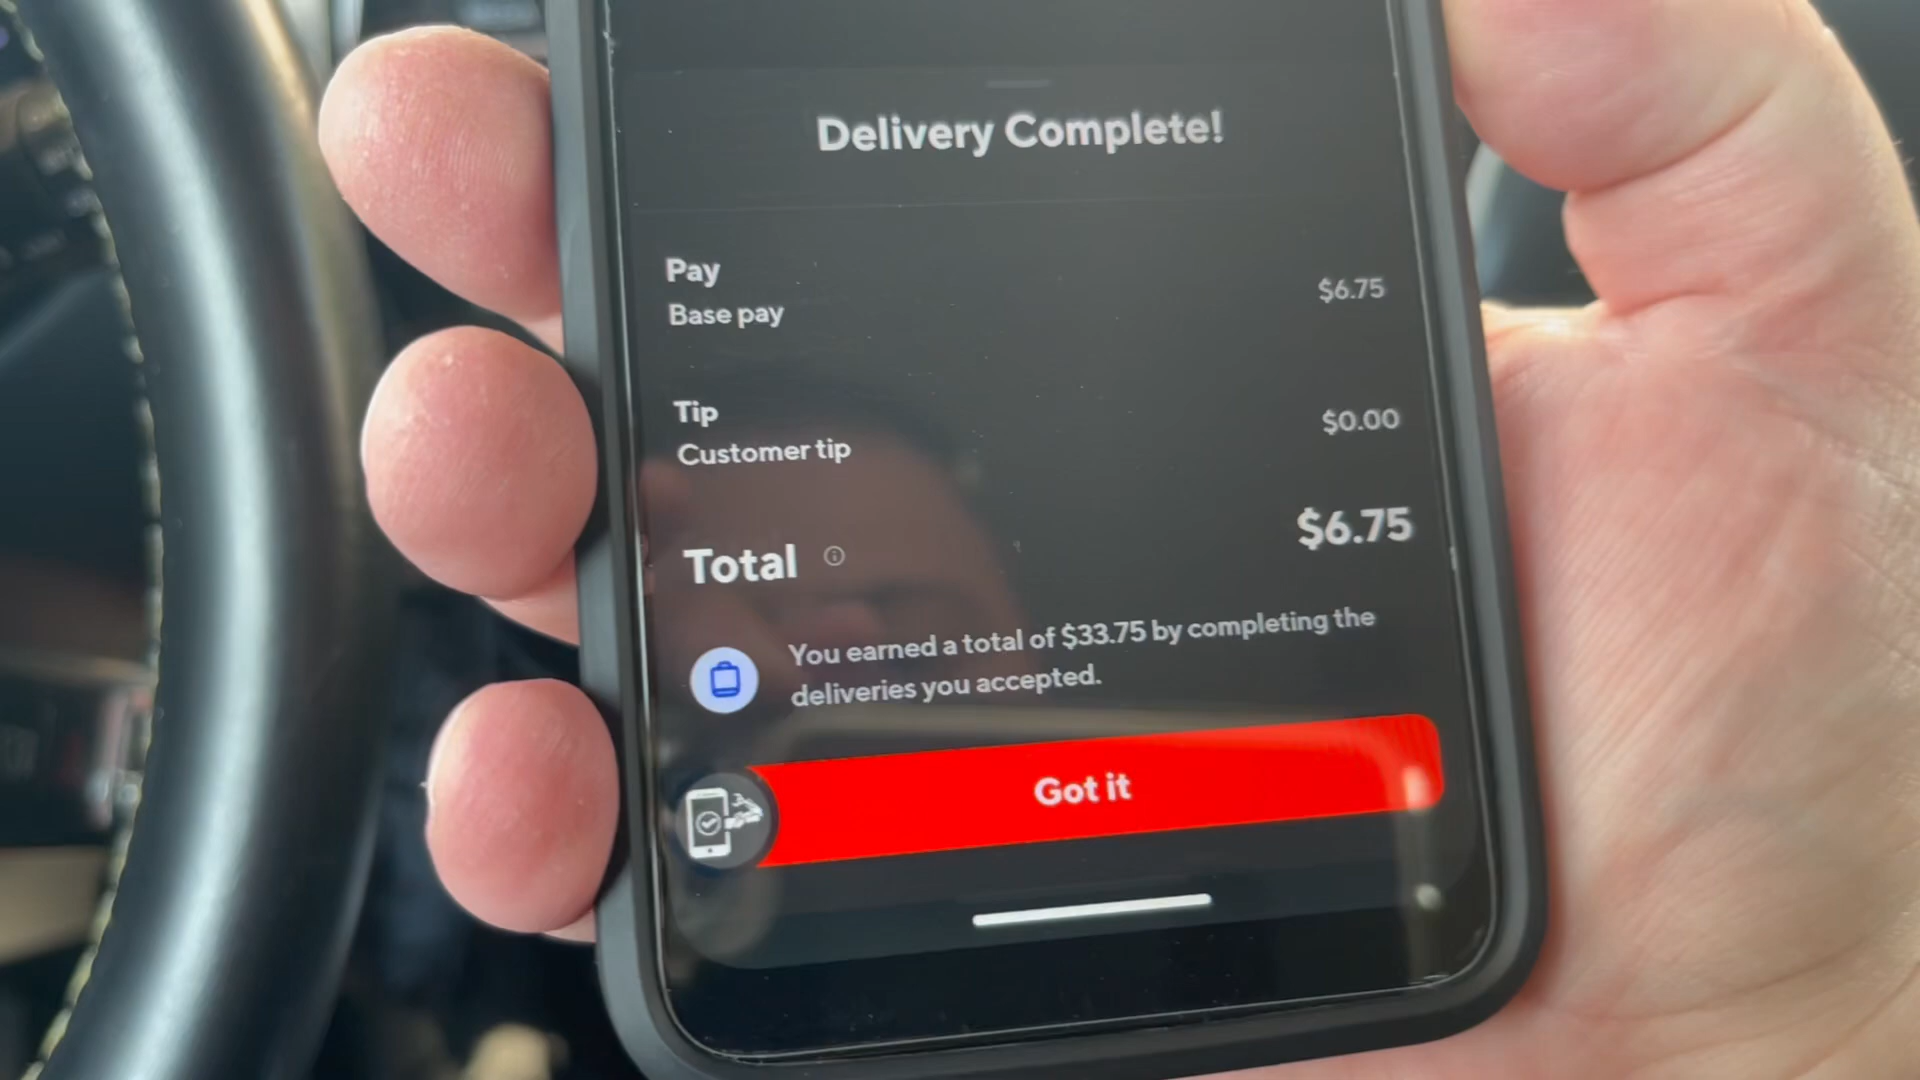 Delivery Complete!
Pay
Base pay
$6.75
Tip
Customer tip
$0.00
Total
$6.75
You earned a total of $33.75 by completing the
deliveries you accepted.
Got it